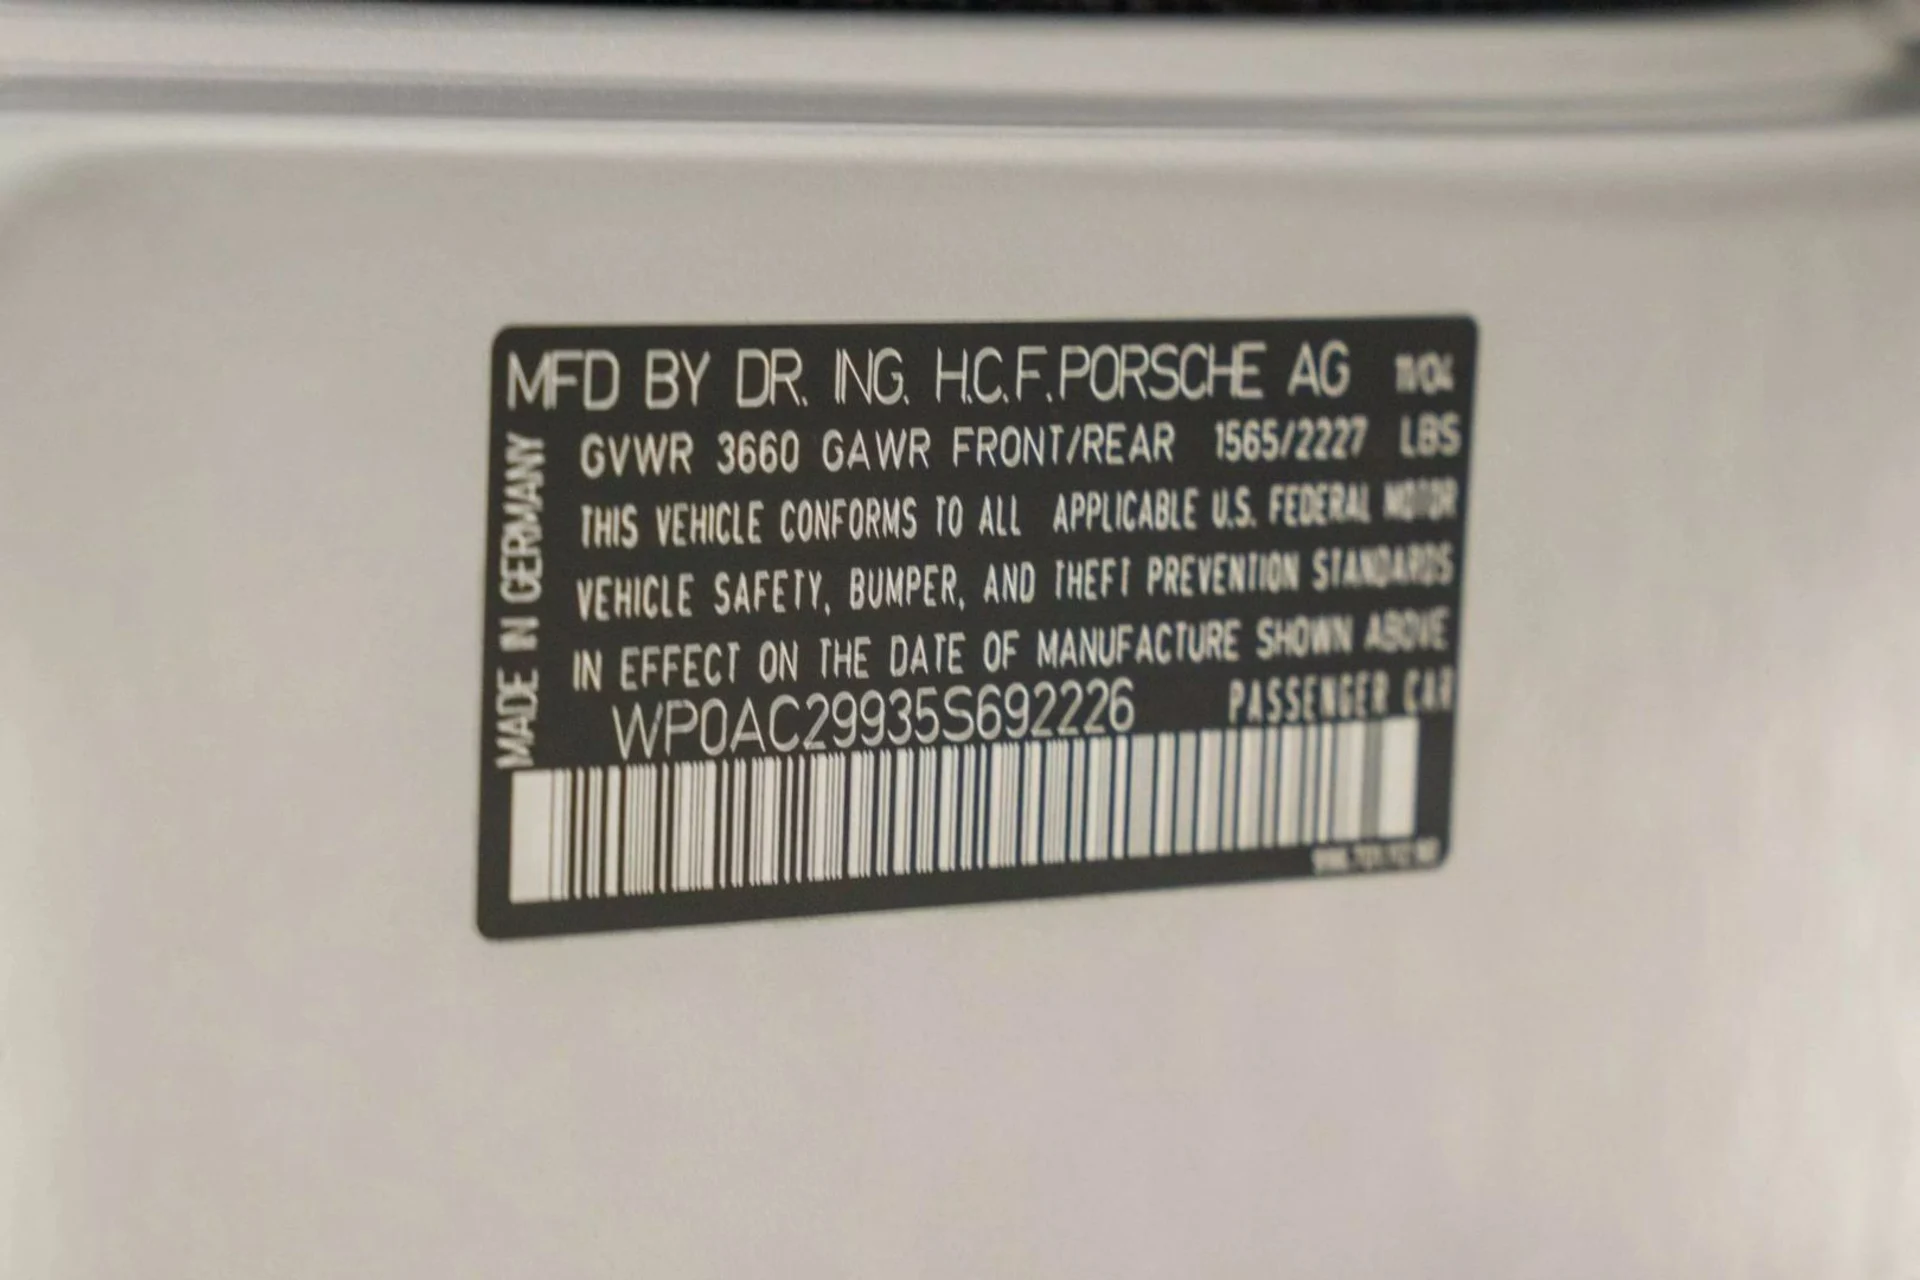 MFD BY DR. ING. H.C.F. PORSCHE AG 11/04
GVWR 3660 GAWR FRONT/REAR 1565/2227 LBS
THIS VEHICLE CONFORMS TO ALL APPLICABLE U.S. FEDERAL MOTOR
VEHICLE SAFETY, BUMPER, AND THEFT PREVENTION STANDARDS
IN EFFECT ON THE DATE OF MANUFACTURE SHOWN ABOVE
WP0AC29935S692226 PASSENGER CAR
MADE IN GERMANY